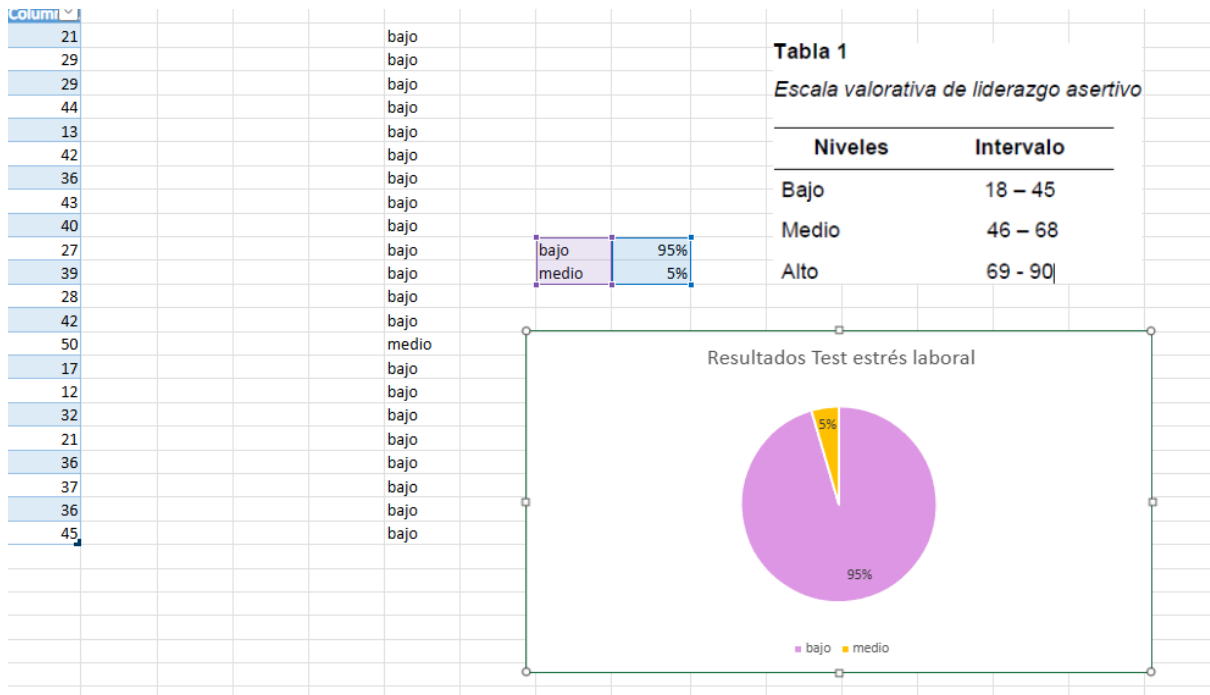 Colum
21 bajo
29 bajo
29 bajo
44 bajo
13 bajo
42 bajo
36 bajo
43 bajo
40 bajo
27 bajo
39 bajo
28 bajo
42 bajo
50 medio
17 bajo
12 bajo
32 bajo
21 bajo
36 bajo
37 bajo
36 bajo
45 bajo
bajo 95%
medio 5%
Tabla 1
Escala valorativa de liderazgo asertivo
Niveles Intervalo
Bajo 18 – 45
Medio 46 – 68
Alto 69 - 90
Resultados Test estrés laboral
5%
95%
bajo medio